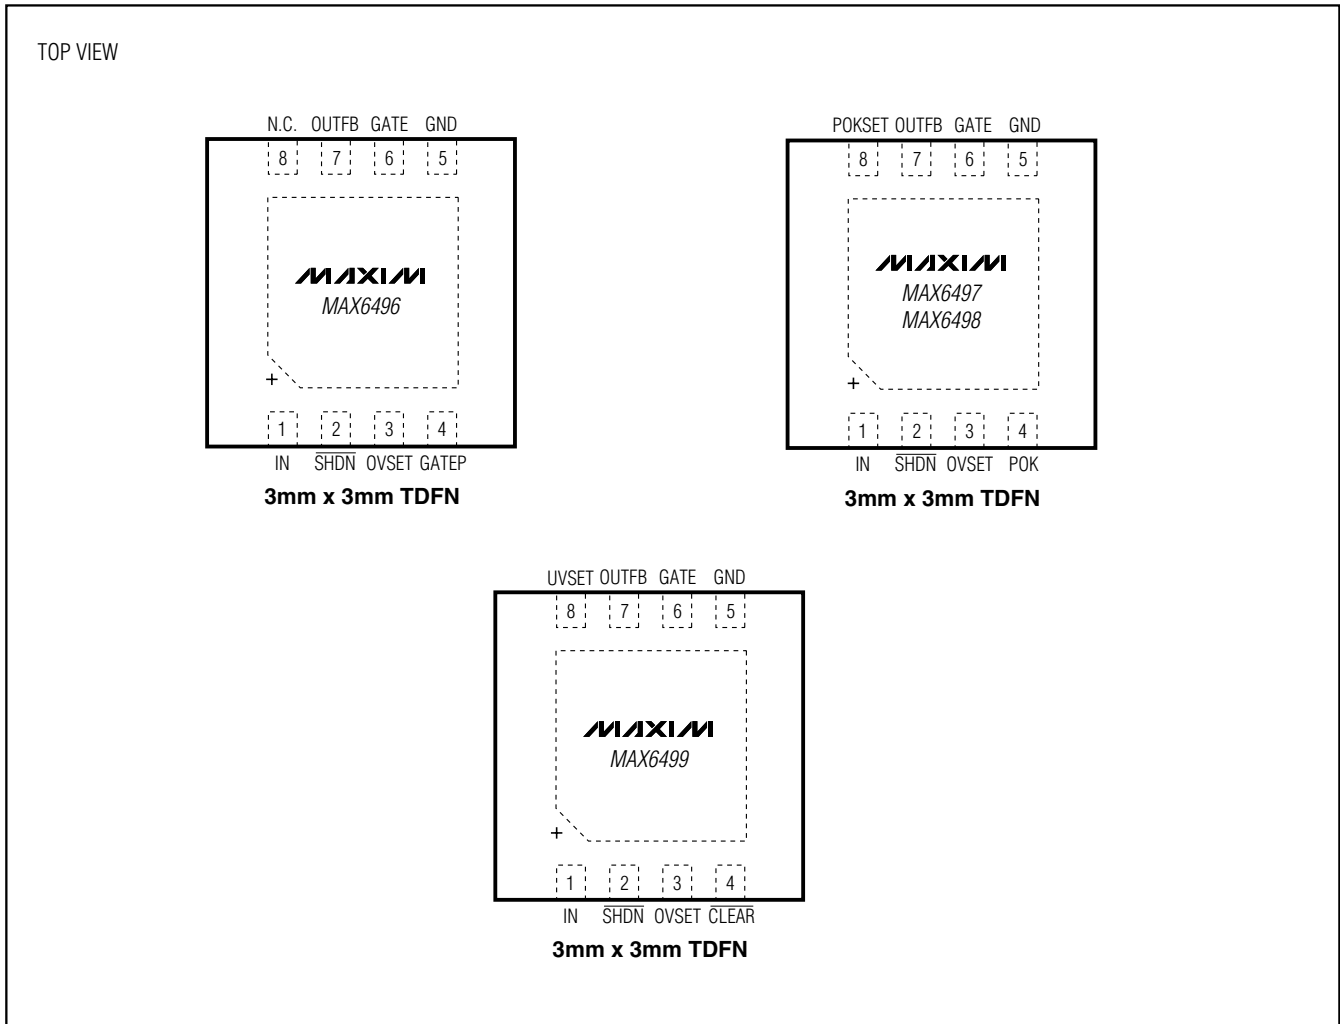 TOP VIEW
N.C. OUTFB GATE GND
8 7 6 5
MAXIM
MAX6496
+
1 2 3 4
IN SHDN OVSET GATEP
3mm x 3mm TDFN
POKSET OUTFB GATE GND
8 7 6 5
MAXIM
MAX6497
MAX6498
+
1 2 3 4
IN SHDN OVSET POK
3mm x 3mm TDFN
UVSET OUTFB GATE GND
8 7 6 5
MAXIM
MAX6499
+
1 2 3 4
IN SHDN OVSET CLEAR
3mm x 3mm TDFN